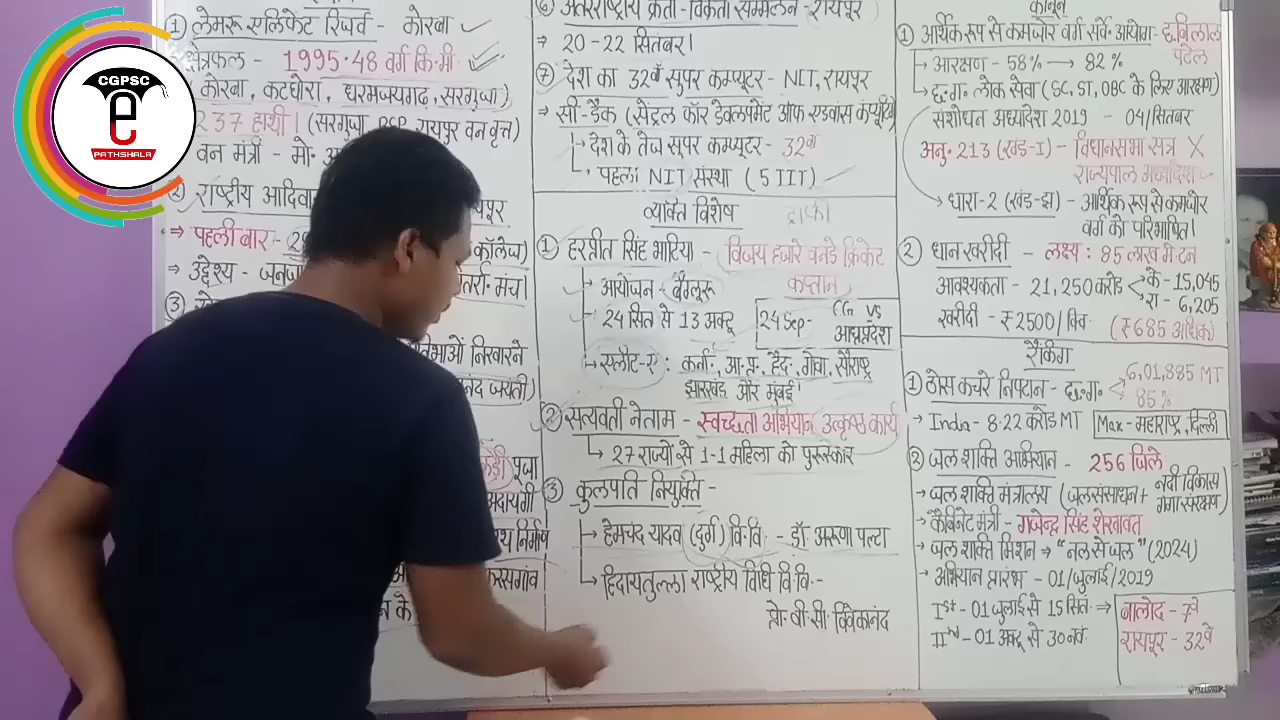 ① लेमरू एलिफेंट रिजर्व - कोरबा
क्षेत्रफल - 1995.48 वर्ग कि.मी.
कोरबा, कटघोरा, धरमजयगढ़, सरगुजा)
237 हाथी। (सरगुजा, BSP, रायपुर वन वृत्त)
वन मंत्री - मो. अ
② राष्ट्रीय आदिवा
⇒ पहली बार - कॉलेज)
⇒ उद्देश्य - जनजा
③
CGPSC
e
PATHSHALA
पूजा
⑥ अंतरराष्ट्रीय क्रेता-विक्रेता सम्मेलन - रायपुर
⇒ 20-22 सितंबर।
⑦ देश का 32वाँ सुपर कम्प्यूटर - NIT, रायपुर
⇒ सी-डैक (सेंट्रल फॉर डेवलपमेंट ऑफ एडवांस कंप्यूटिंग)
देश के तेज सुपर कम्प्यूटर - 32वाँ
पहला NIT संस्था (5 IIT)
व्यक्ति विशेष
ट्राफी
① हरप्रीत सिंह भाटिया - विजय हजारे वनडे क्रिकेट
आयोजन - बैंगलुरू कप्तान
24 सित से 13 अक्टू
24 Sep - CG VS
आंध्रप्रदेश
एलीट-ए : कर्ना., आ.प्र., हैद., गोवा, सौराष्ट्र
झारखंड और मुंबई।
② सत्यवती नेताम - स्वच्छता अभियान उत्कृष्ठ कार्य
27 राज्यों से 1-1 महिला को पुरुस्कार
③ कुलपति नियुक्ति -
हेमचंद यादव (दुर्ग) वि.वि. - डॉ. अरूणा पल्टा
हिदायतुल्ला राष्ट्रीय विधि वि.वि. -
प्रो. वी.सी. विवेकानंद
कानून
① आर्थिक रूप से कमजोर वर्ग सर्वे आयोग - छविलाल
पटेल
आरक्षण - 58% → 82%
छ.ग. लोक सेवा (SC, ST, OBC के लिए आरक्षण)
संशोधन अध्यादेश 2019 - 04/सितंबर
अनु. 213 (खंड-I) - विधानसभा सत्र X
राज्यपाल अध्यादेश
धारा-2 (खंड-झ) - आर्थिक रूप से कमजोर
वर्ग को परिभाषित।
② धान खरीदी - लक्ष्य : 85 लाख मे.टन
आवश्यकता - 21,250 करोड़ < के - 15,045
रा - 6,205
खरीदी - ₹2500/क्विं. (₹685 अधिक)
रैंकिंग
① ठोस कचरे निपटान - छ.ग. < 6,01,885 MT
85%
→ India - 8.22 करोड़ MT Max - महाराष्ट्र, दिल्ली
② जल शक्ति अभियान - 256 जिले
→ जल शक्ति मंत्रालय (जलसंसाधन + नदी विकास
गंगा संरक्षण)
→ कैबिनेट मंत्री - गजेन्द्र सिंह शेखावत
→ जल शक्ति मिशन ⇒ "नल से जल" (2024)
→ अभियान प्रारंभ - 01/जुलाई/2019
Ist - 01 जुलाई से 15 सित. ⇒ बालोद - 7वें
IInd - 01 अक्टू से 30 नवं. रायपुर - 32वें